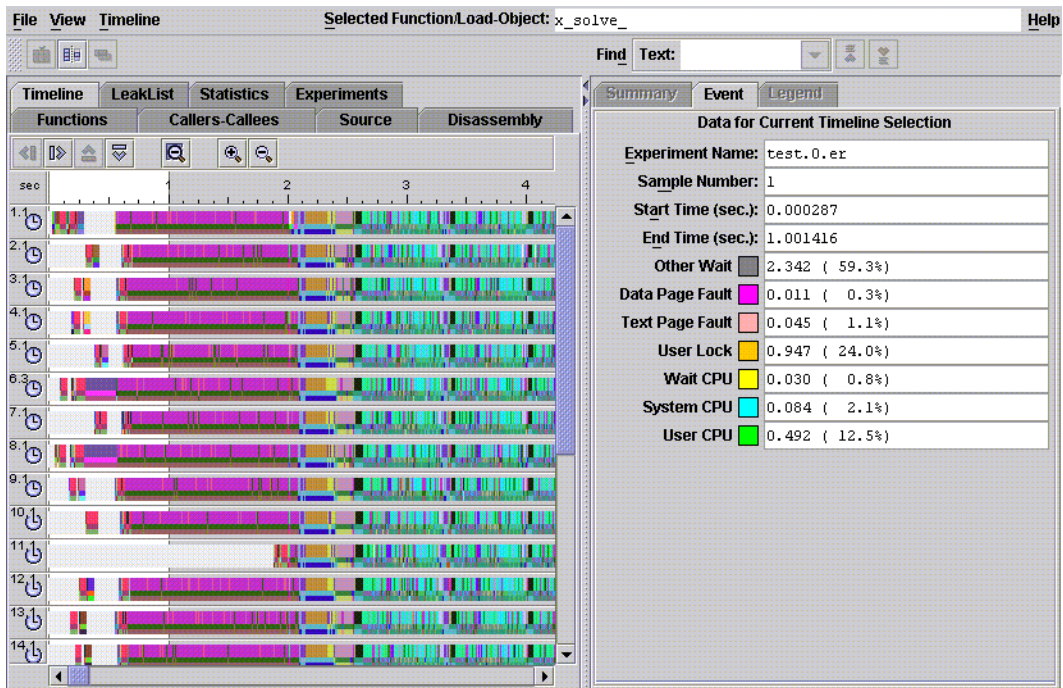 File View Timeline Selected Function/Load-Object: x_solve_ Help
Find Text:
Timeline LeakList Statistics Experiments
Functions Callers-Callees Source Disassembly
sec 1 2 3 4
1.1
2.1
3.1
4.1
5.1
6.3
7.1
8.1
9.1
10.1
11.1
12.1
13.1
14.1
Summary Event Legend
Data for Current Timeline Selection
Experiment Name: test.0.er
Sample Number: 1
Start Time (sec.): 0.000287
End Time (sec.): 1.001416
Other Wait 2.342 ( 59.3%)
Data Page Fault 0.011 ( 0.3%)
Text Page Fault 0.045 ( 1.1%)
User Lock 0.947 ( 24.0%)
Wait CPU 0.030 ( 0.8%)
System CPU 0.084 ( 2.1%)
User CPU 0.492 ( 12.5%)